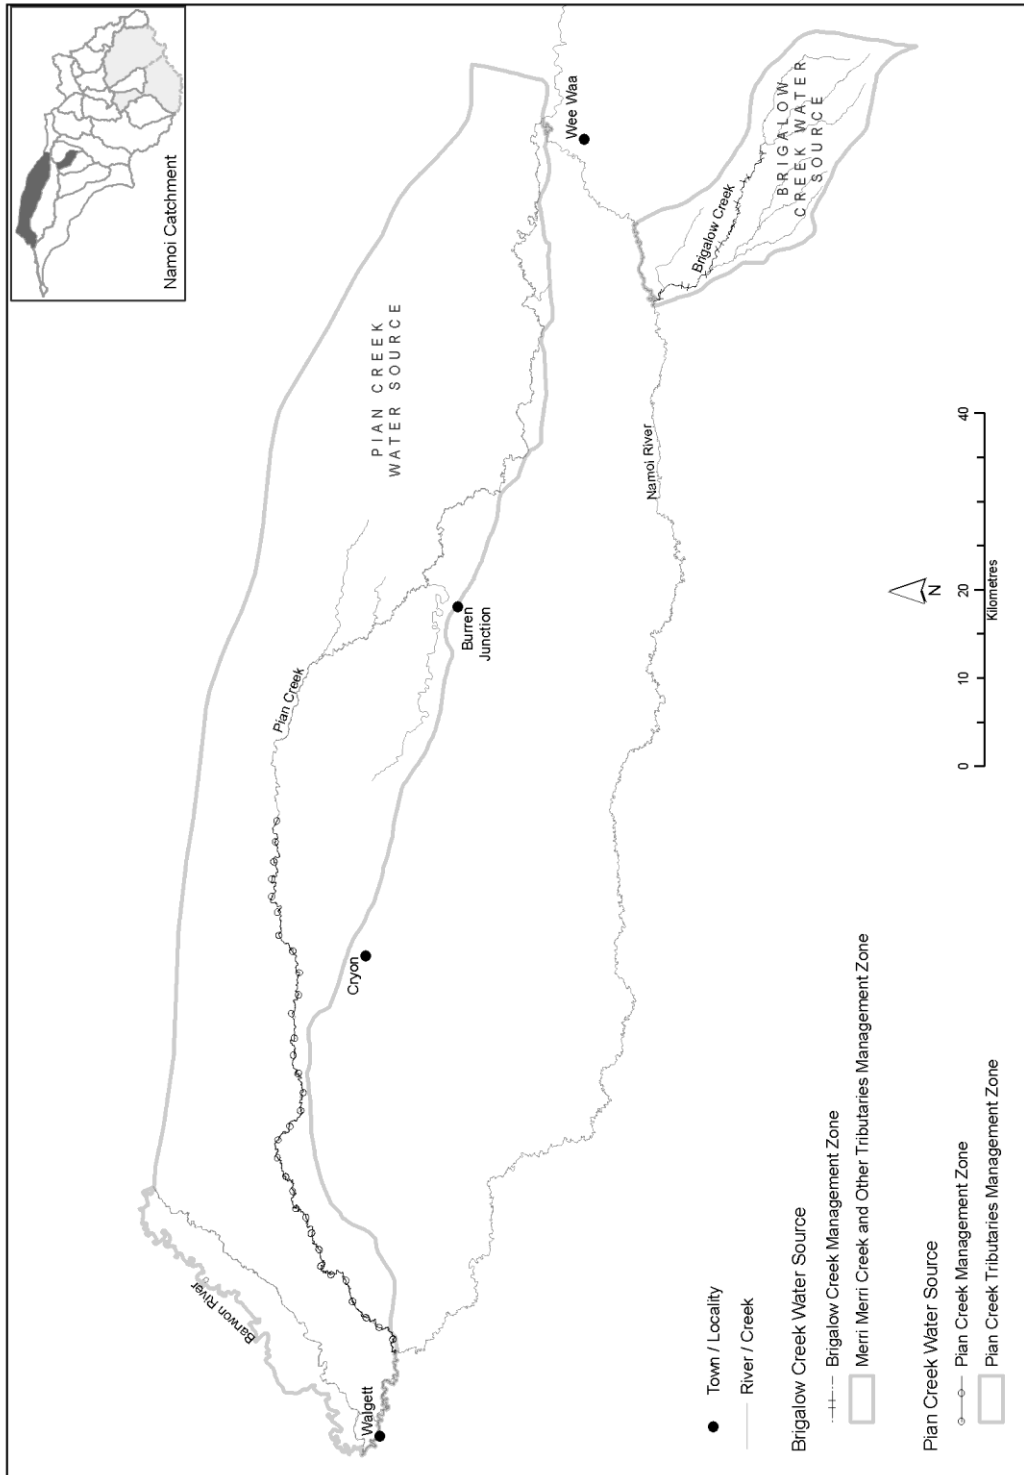 Namoi Catchment
Barwon River
Walgett
Pian Creek
PIAN CREEK
WATER SOURCE
Cryon
Burren
Junction
Wee Waa
Namoi River
Brigalow Creek
BRIGALOW
CREEK WATER
SOURCE
Town / Locality
River / Creek
Brigalow Creek Water Source
Brigalow Creek Management Zone
Merri Merri Creek and Other Tributaries Management Zone
Pian Creek Water Source
Pian Creek Management Zone
Pian Creek Tributaries Management Zone
N
0 10 20 40
Kilometres